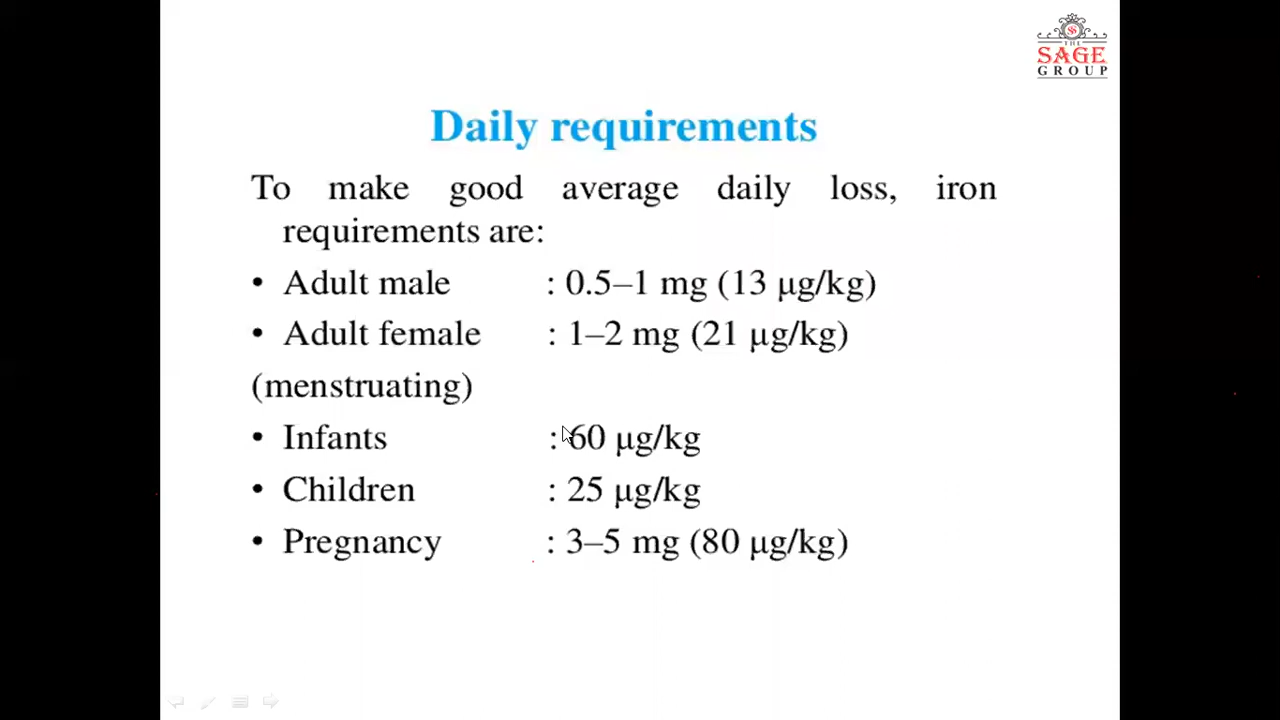 THE
SAGE
GROUP
Daily requirements
To make good average daily loss, iron
requirements are:
• Adult male : 0.5–1 mg (13 μg/kg)
• Adult female : 1–2 mg (21 μg/kg)
(menstruating)
• Infants : 60 μg/kg
• Children : 25 μg/kg
• Pregnancy : 3–5 mg (80 μg/kg)